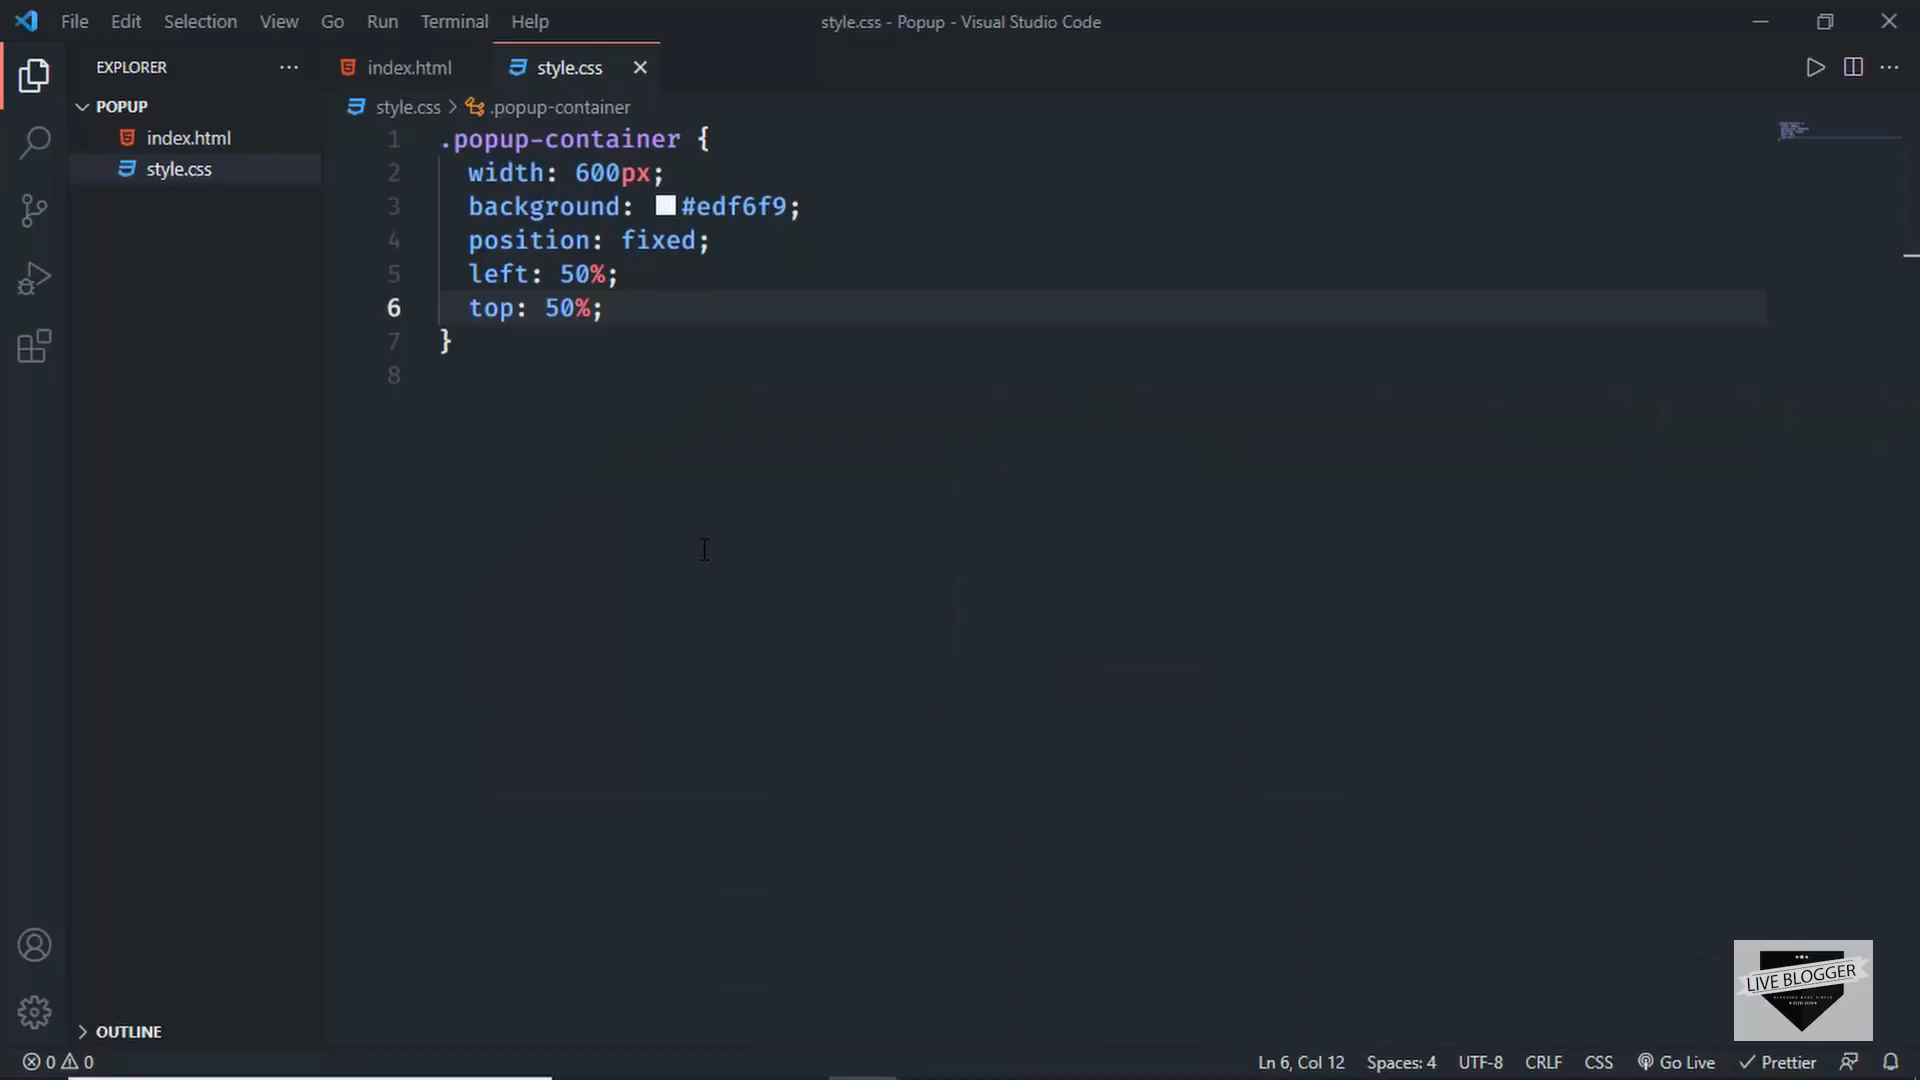 File Edit Selection View Go Run Terminal Help
style.css - Popup - Visual Studio Code
EXPLORER
POPUP
index.html
style.css
OUTLINE
index.html
style.css
style.css > .popup-container
1 .popup-container {
2 width: 600px;
3 background: #edf6f9;
4 position: fixed;
5 left: 50%;
6 top: 50%;
7 }
8
LIVE BLOGGER
0 0
Ln 6, Col 12 Spaces: 4 UTF-8 CRLF CSS Go Live Prettier